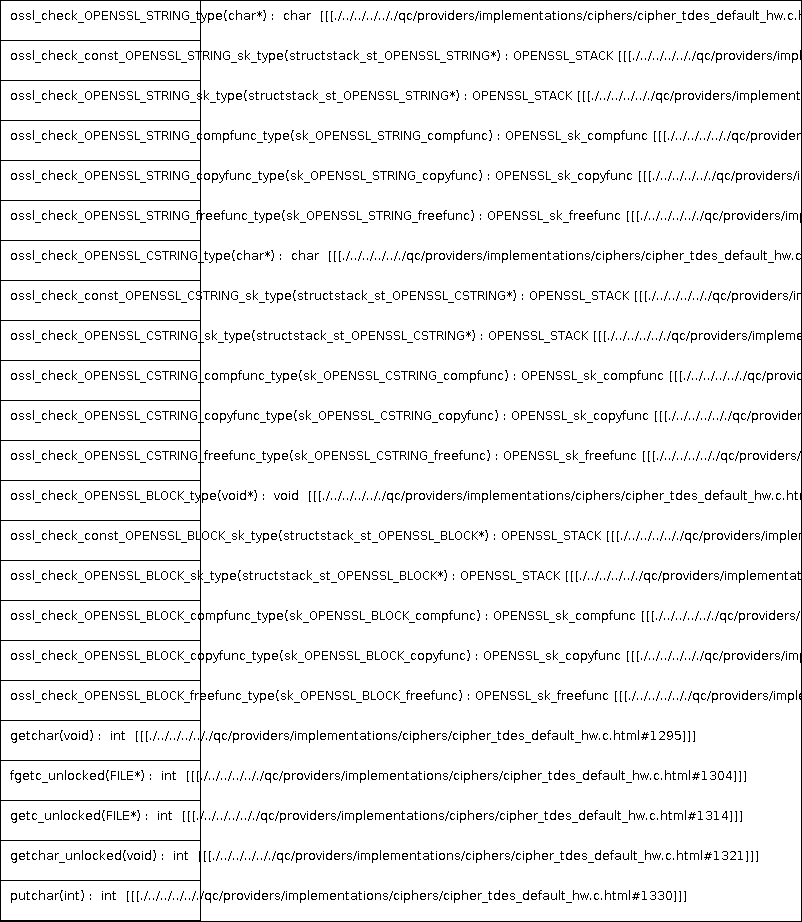 ossl_check_OPENSSL_STRING_type(char*) : char [[[./../../../../../qc/providers/implementations/ciphers/cipher_tdes_default_hw.c.h
ossl_check_const_OPENSSL_STRING_sk_type(structstack_st_OPENSSL_STRING*) : OPENSSL_STACK [[[./../../../../../qc/providers/impl
ossl_check_OPENSSL_STRING_sk_type(structstack_st_OPENSSL_STRING*) : OPENSSL_STACK [[[./../../../../../qc/providers/implement
ossl_check_OPENSSL_STRING_compfunc_type(sk_OPENSSL_STRING_compfunc) : OPENSSL_sk_compfunc [[[./../../../../../qc/provider
ossl_check_OPENSSL_STRING_copyfunc_type(sk_OPENSSL_STRING_copyfunc) : OPENSSL_sk_copyfunc [[[./../../../../../qc/providers/i
ossl_check_OPENSSL_STRING_freefunc_type(sk_OPENSSL_STRING_freefunc) : OPENSSL_sk_freefunc [[[./../../../../../qc/providers/imp
ossl_check_OPENSSL_CSTRING_type(char*) : char [[[./../../../../../qc/providers/implementations/ciphers/cipher_tdes_default_hw.c
ossl_check_const_OPENSSL_CSTRING_sk_type(structstack_st_OPENSSL_CSTRING*) : OPENSSL_STACK [[[./../../../../../qc/providers/in
ossl_check_OPENSSL_CSTRING_sk_type(structstack_st_OPENSSL_CSTRING*) : OPENSSL_STACK [[[./../../../../../qc/providers/impleme
ossl_check_OPENSSL_CSTRING_compfunc_type(sk_OPENSSL_CSTRING_compfunc) : OPENSSL_sk_compfunc [[[./../../../../../qc/provid
ossl_check_OPENSSL_CSTRING_copyfunc_type(sk_OPENSSL_CSTRING_copyfunc) : OPENSSL_sk_copyfunc [[[./../../../../../qc/provider
ossl_check_OPENSSL_CSTRING_freefunc_type(sk_OPENSSL_CSTRING_freefunc) : OPENSSL_sk_freefunc [[[./../../../../../qc/providers/
ossl_check_OPENSSL_BLOCK_type(void*) : void [[[./../../../../../qc/providers/implementations/ciphers/cipher_tdes_default_hw.c.ht
ossl_check_const_OPENSSL_BLOCK_sk_type(structstack_st_OPENSSL_BLOCK*) : OPENSSL_STACK [[[./../../../../../qc/providers/implen
ossl_check_OPENSSL_BLOCK_sk_type(structstack_st_OPENSSL_BLOCK*) : OPENSSL_STACK [[[./../../../../../qc/providers/implementat
ossl_check_OPENSSL_BLOCK_compfunc_type(sk_OPENSSL_BLOCK_compfunc) : OPENSSL_sk_compfunc [[[./../../../../../qc/providers/
ossl_check_OPENSSL_BLOCK_copyfunc_type(sk_OPENSSL_BLOCK_copyfunc) : OPENSSL_sk_copyfunc [[[./../../../../../qc/providers/imp
ossl_check_OPENSSL_BLOCK_freefunc_type(sk_OPENSSL_BLOCK_freefunc) : OPENSSL_sk_freefunc [[[./../../../../../qc/providers/imple
getchar(void) : int [[[./../../../../../qc/providers/implementations/ciphers/cipher_tdes_default_hw.c.html#1295]]]
fgetc_unlocked(FILE*) : int [[[./../../../../../qc/providers/implementations/ciphers/cipher_tdes_default_hw.c.html#1304]]]
getc_unlocked(FILE*) : int [[[./../../../../../qc/providers/implementations/ciphers/cipher_tdes_default_hw.c.html#1314]]]
getchar_unlocked(void) : int [[[./../../../../../qc/providers/implementations/ciphers/cipher_tdes_default_hw.c.html#1321]]]
putchar(int) : int [[[./../../../../../qc/providers/implementations/ciphers/cipher_tdes_default_hw.c.html#1330]]]